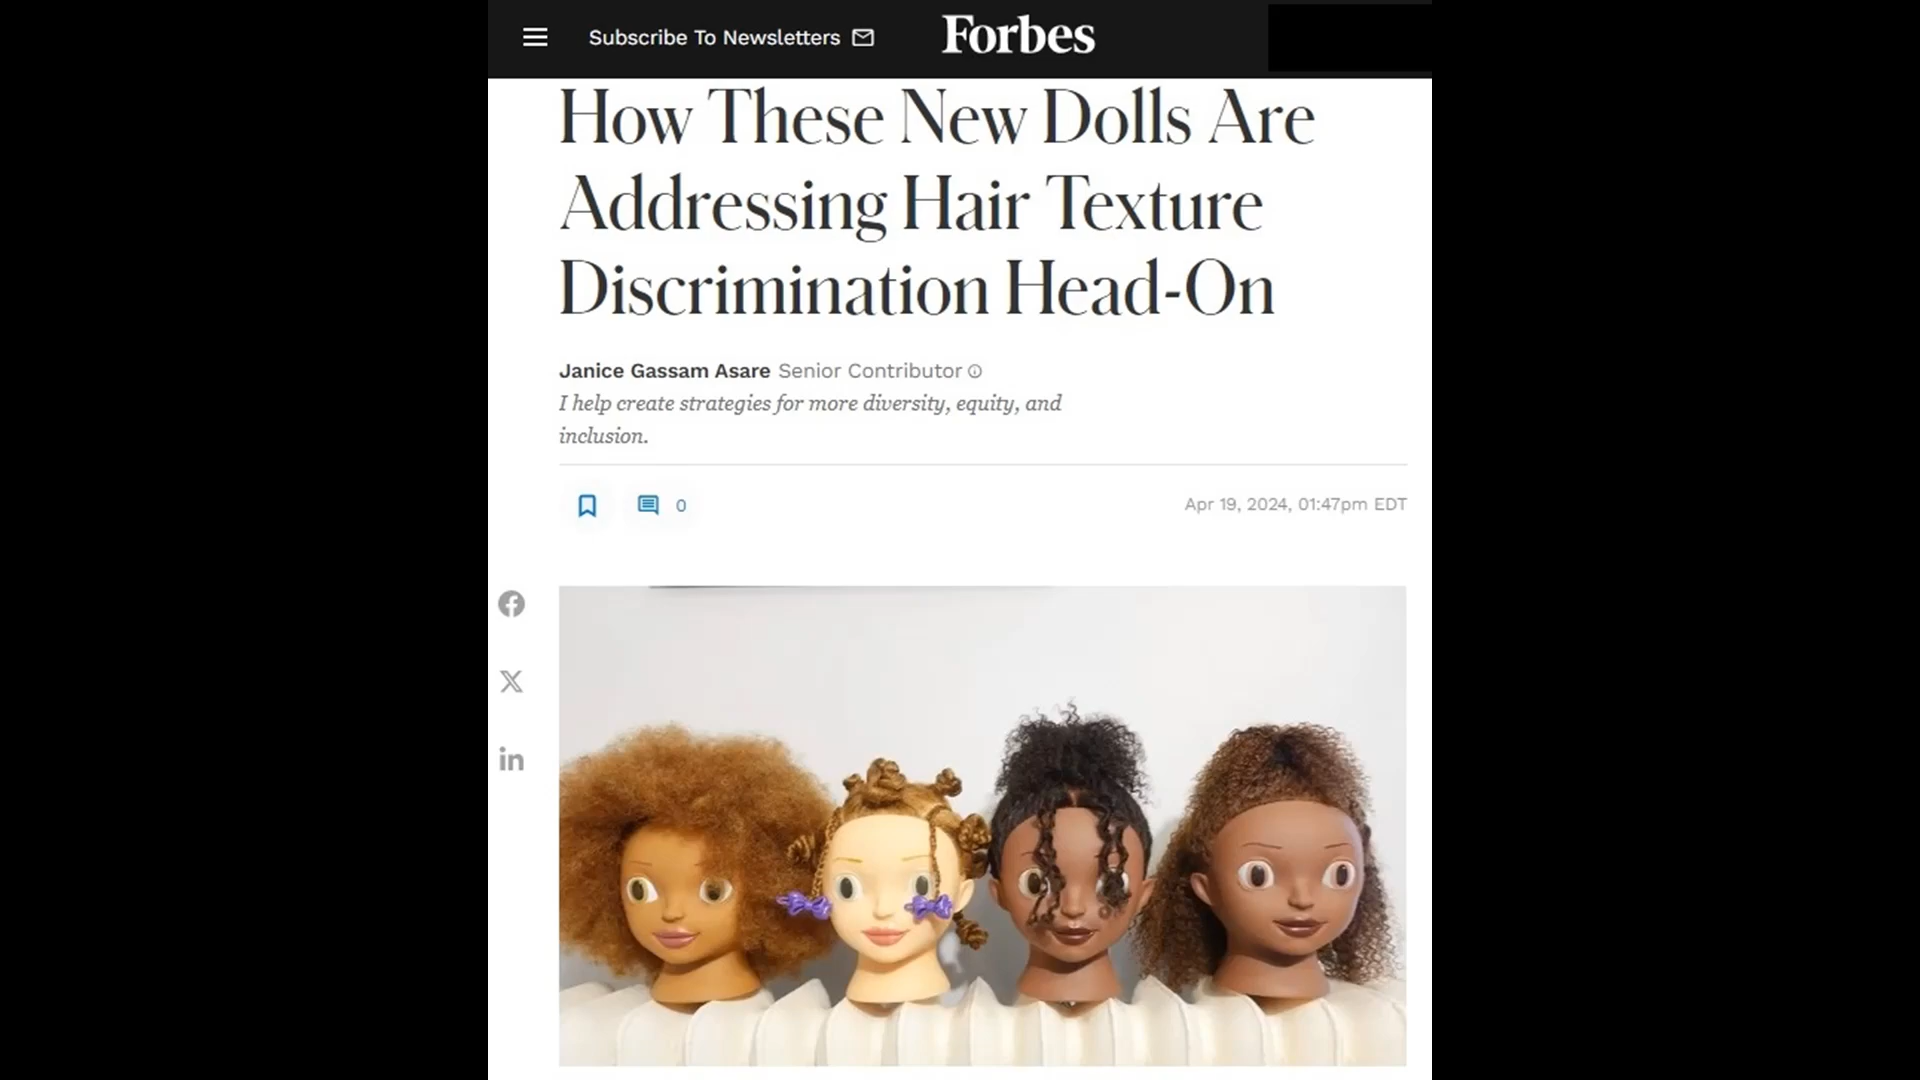 Subscribe To Newsletters
Forbes
How These New Dolls Are
Addressing Hair Texture
Discrimination Head-On
Janice Gassam Asare Senior Contributor
I help create strategies for more diversity, equity, and
inclusion.
0
Apr 19, 2024, 01:47pm EDT